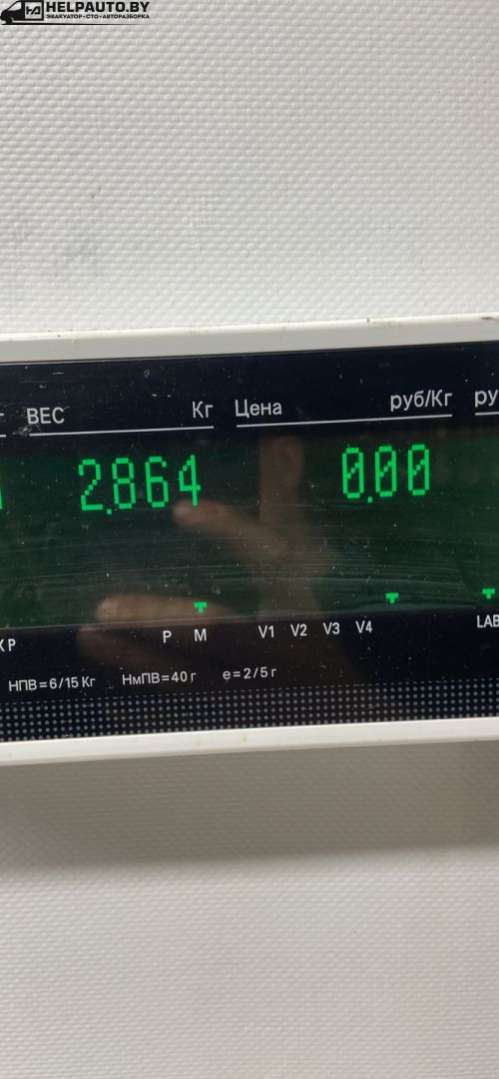 HELPAUTO.BY
ЭВАКУАТОР•СТО•АВТОРАЗБОРКА
ВЕС Кг Цена руб/Кг ру
2.864 0.00
Р М V1 V2 V3 V4 LAB
НПВ=6/15 Кг НмПВ=40 г е=2/5 г